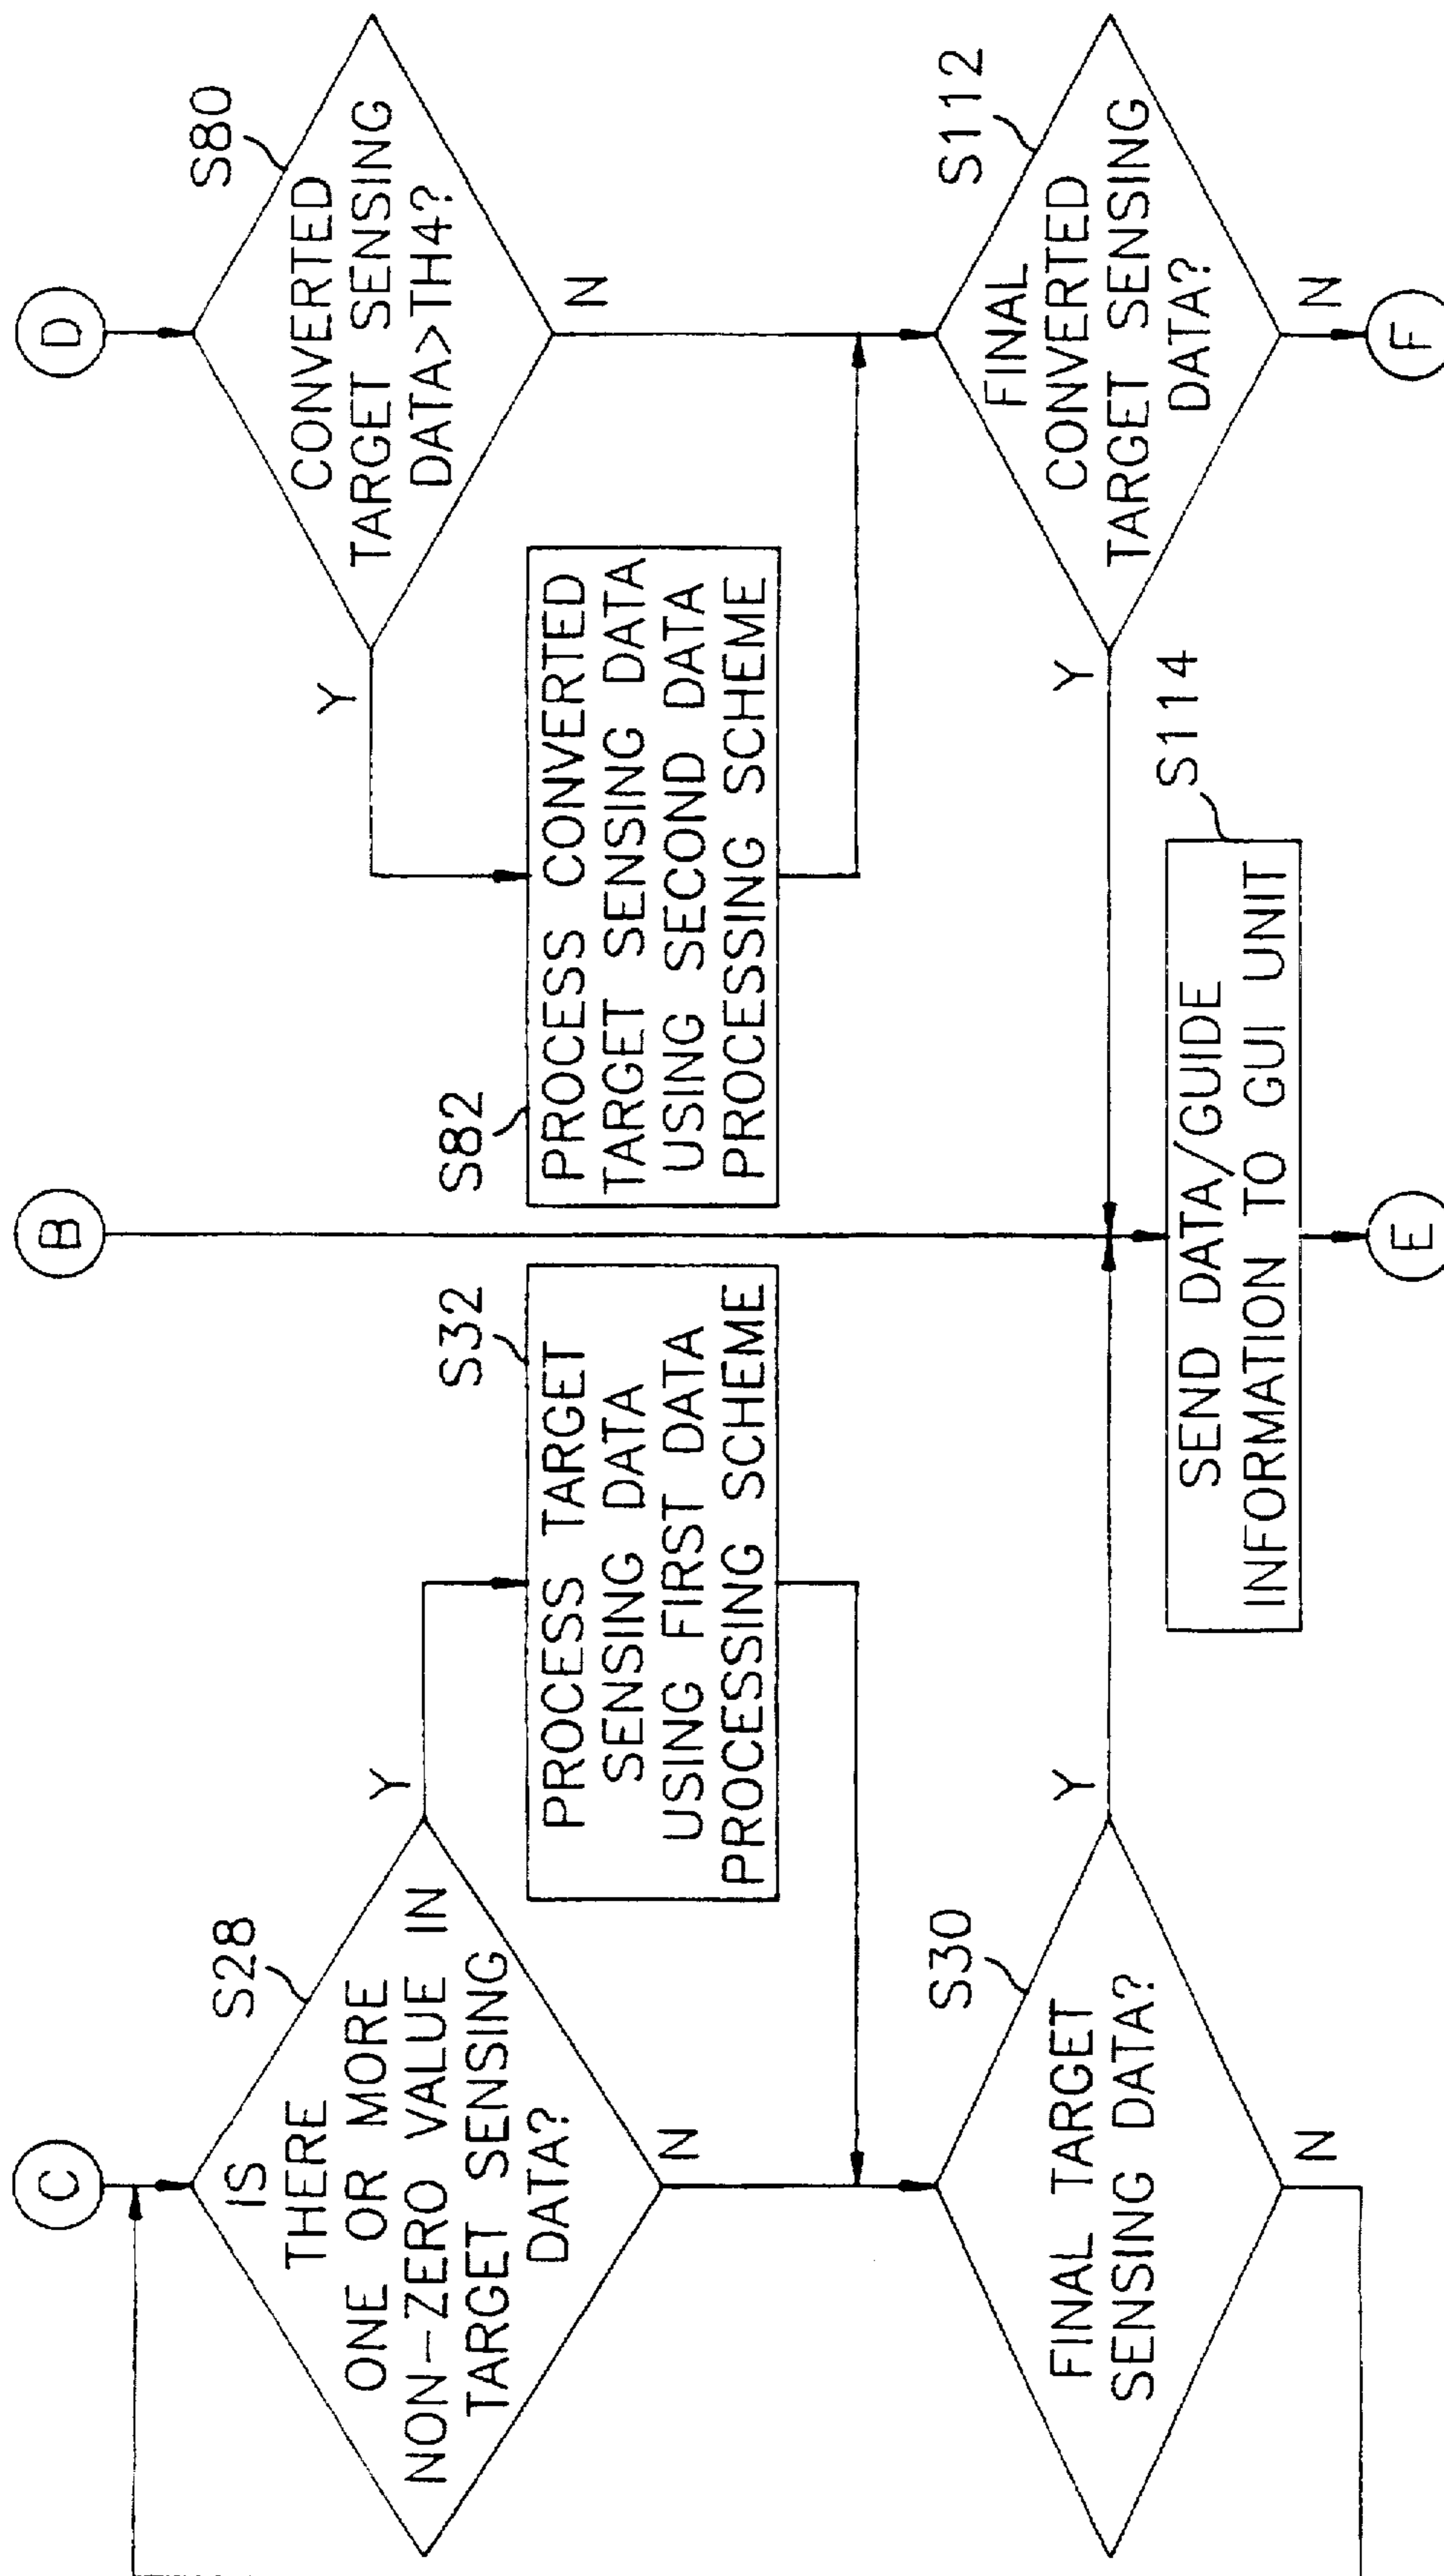 C
S28
IS
THERE
ONE OR MORE
NON-ZERO VALUE IN
TARGET SENSING
DATA?
Y
N
S32
PROCESS TARGET
SENSING DATA
USING FIRST DATA
PROCESSING SCHEME
S30
FINAL TARGET
SENSING DATA?
Y
N
B
S114
SEND DATA/GUIDE
INFORMATION TO GUI UNIT
E
D
S80
CONVERTED
TARGET SENSING
DATA>TH4?
Y
N
S82
PROCESS CONVERTED
TARGET SENSING DATA
USING SECOND DATA
PROCESSING SCHEME
S112
FINAL
CONVERTED
TARGET SENSING
DATA?
Y
N
F